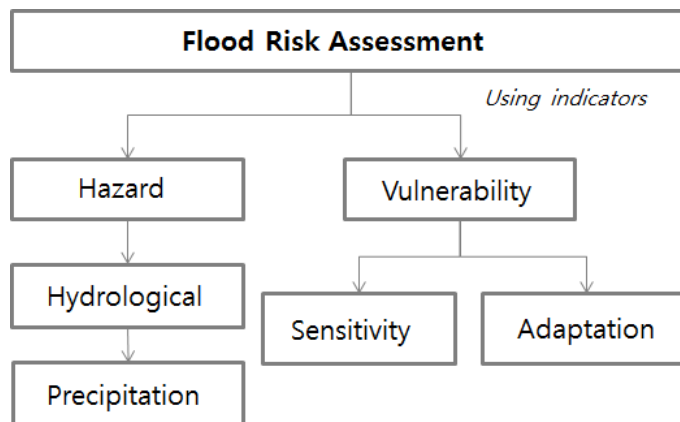 Flood Risk Assessment
Using indicators
Hazard
Vulnerability
Hydrological
Sensitivity
Adaptation
Precipitation